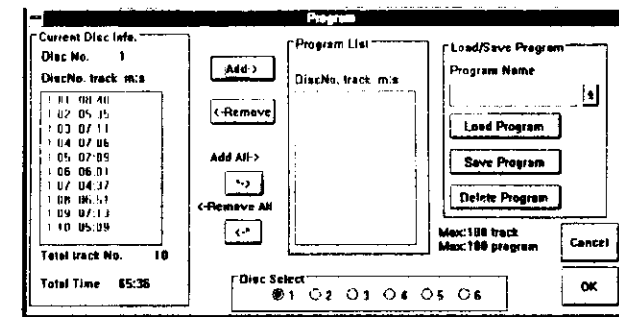 Program
Current Disc Info.
Disc No. 1
DiscNo. track m:s
1 01 08:40
1 02 05:35
1 03 07:11
1 04 07:06
1 05 07:09
1 06 06:01
1 07 04:37
1 08 06:51
1 09 07:13
1 10 05:09
Total track No. 10
Total Time 65:36
Add->
<-Remove
Add All->
*->
<-Remove All
<-*
Program List
DiscNo. track m:s
Load/Save Program
Program Name
Load Program
Save Program
Delete Program
Max:100 track
Max:100 program
Cancel
OK
Disc Select
1 2 3 4 5 6